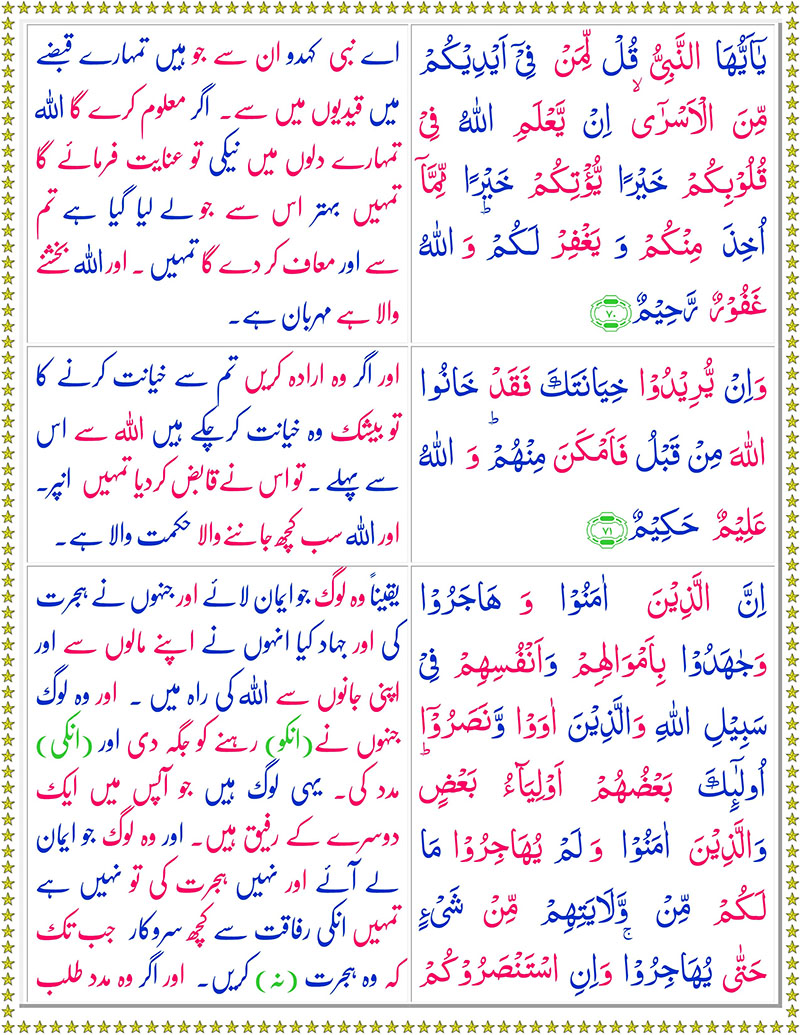 يٰۤاَيُّهَا النَّبِىُّ قُلْ لِّمَنْ فِىْۤ اَيْدِيْكُمْ
مِّنَ الْاَسْرٰٓى ۙ اِنْ يَّعْلَمِ اللّٰهُ فِىْ
قُلُوْبِكُمْ خَيْرًا يُّؤْتِكُمْ خَيْرًا مِّمَّاۤ
اُخِذَ مِنْكُمْ وَ يَغْفِرْ لَـكُمْ ؕ وَ اللّٰهُ
غَفُوْرٌ رَّحِيْمٌ ﴿۷۰﴾
اے نبی کہدو ان سے جو ہیں تمہارے قبضے
میں قیدیوں میں سے۔ اگر معلوم کرے گا اللہ
تمہارے دلوں میں نیکی تو عنایت فرمائے گا
تمہیں بہتر اس سے جو لے لیا گیا ہے تم
سے اور معاف کر دے گا تمہیں ۔ اور اللہ بخشنے
والا ہے مہربان ہے۔
وَاِنْ يُّرِيْدُوْا خِيَانَتَكَ فَقَدْ خَانُوا
اللّٰهَ مِنْ قَبْلُ فَاَمْكَنَ مِنْهُمْ ؕ وَ اللّٰهُ
عَلِيْمٌ حَكِيْمٌ ﴿۷۱﴾
اور اگر وہ ارادہ کریں تم سے خیانت کرنے کا
تو بیشک وہ خیانت کرچکے ہیں اللہ سے اس
سے پہلے ۔ تو اس نے قابض کردیا تمہیں انپر۔
اور اللہ سب کچھ جاننے والا حکمت والا ہے۔
اِنَّ الَّذِيْنَ اٰمَنُوْا وَ هَاجَرُوْا
وَجٰهَدُوْا بِاَمْوَالِهِمْ وَاَنْفُسِهِمْ فِىْ
سَبِيْلِ اللّٰهِ وَالَّذِيْنَ اٰوَوْا وَّنَصَرُوْۤا
اُولٰٓٮِٕكَ بَعْضُهُمْ اَوْلِيَآءُ بَعْضٍ ؕ
وَالَّذِيْنَ اٰمَنُوْا وَلَمْ يُهَاجِرُوْا مَا
لَـكُمْ مِّنْ وَّلَايَتِهِمْ مِّنْ شَىْءٍ
حَتّٰى يُهَاجِرُوْا ۚ وَاِنِ اسْتَنْصَرُوْكُمْ
یقیناً وہ لوگ جو ایمان لائے اور جنہوں نے ہجرت
کی اور جہاد کیا انہوں نے اپنے مالوں سے اور
اپنی جانوں سے اللہ کی راہ میں ۔ اور وہ لوگ
جنہوں نے (انکو) رہنے کو جگہ دی اور (انکی)
مدد کی۔ یہی لوگ ہیں جو آپس میں ایک
دوسرے کے رفیق ہیں۔ اور وہ لوگ جو ایمان
لے آئے اور نہیں ہجرت کی تو نہیں ہے
تمہیں انکی رفاقت سے کچھ سروکار جب تک
کہ وہ ہجرت (نہ) کریں۔ اور اگر وہ مدد طلب